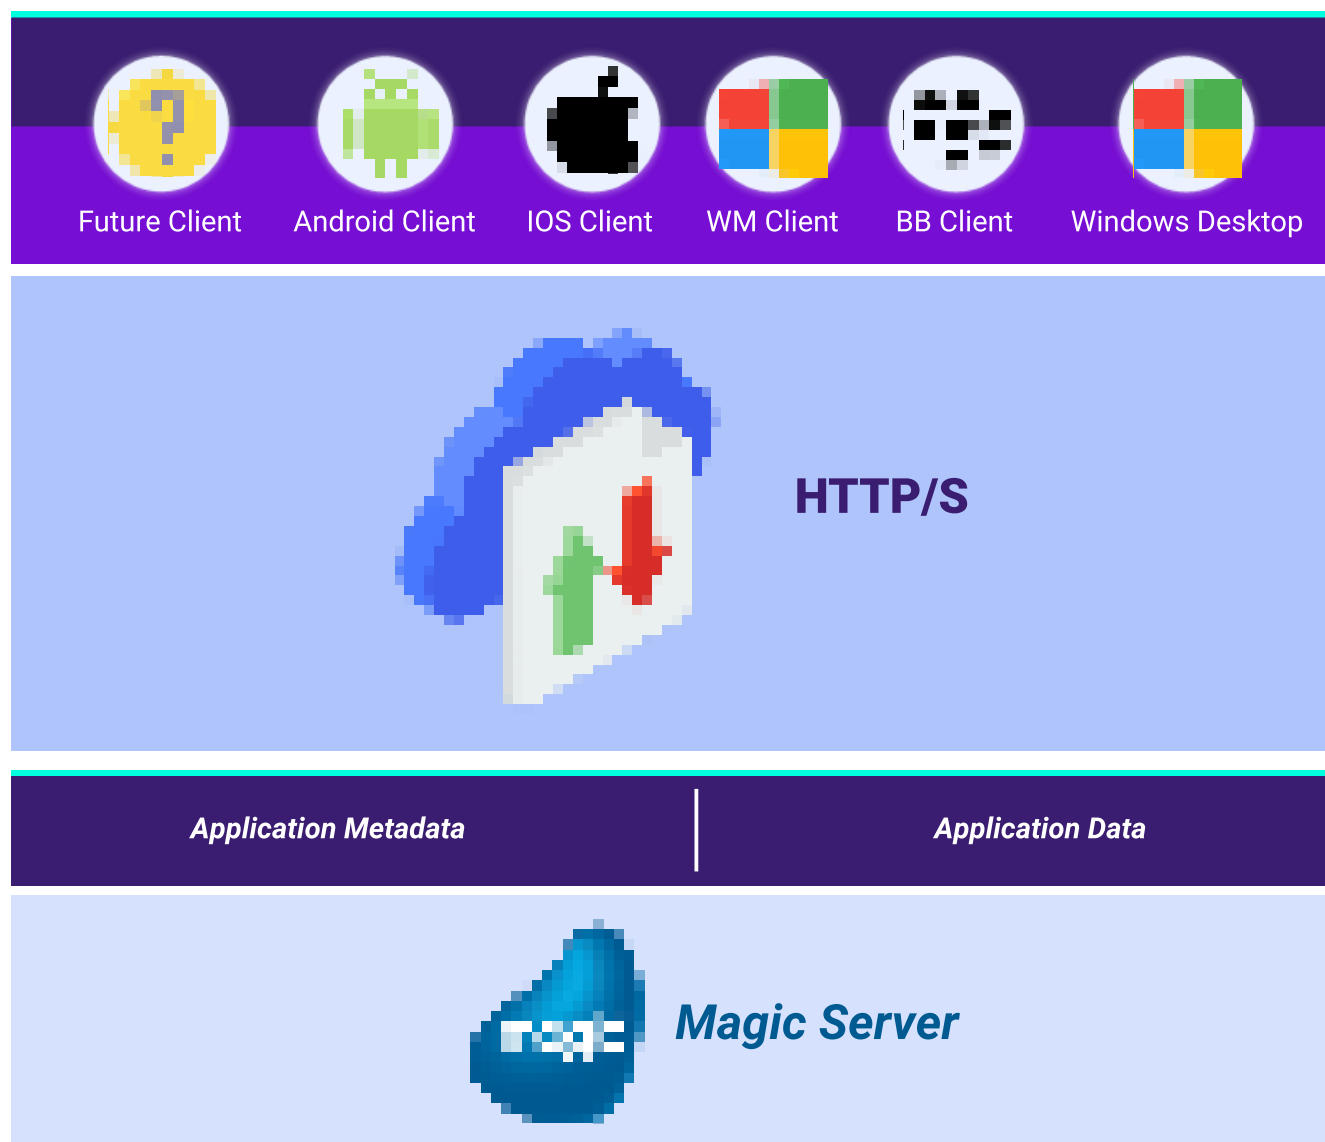 Future Client
Android Client
IOS Client
WM Client
BB Client
Windows Desktop
HTTP/S
Application Metadata
Application Data
Magic Server